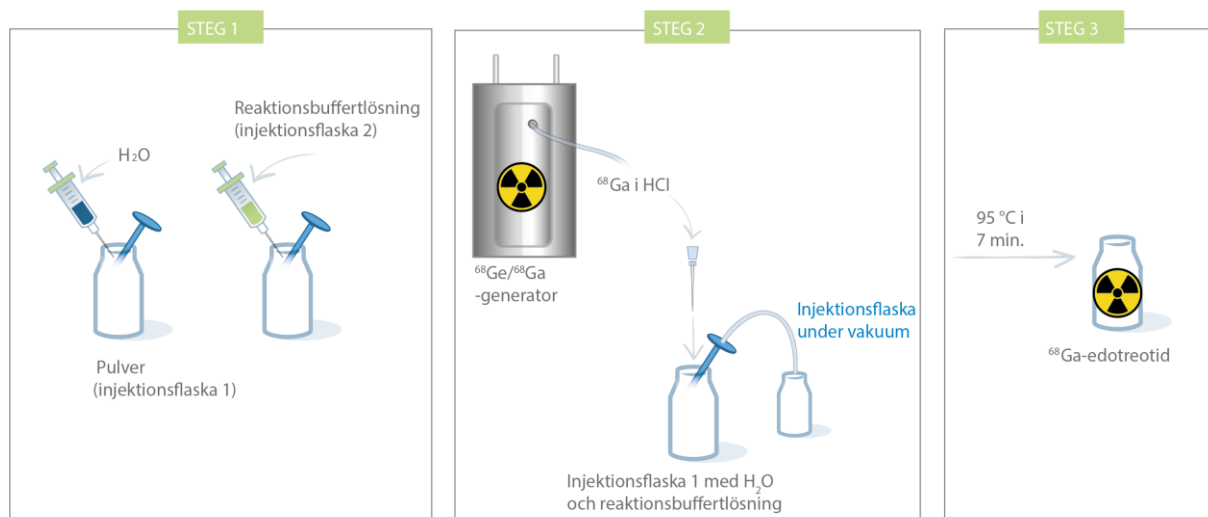 STEG 1
Reaktionsbuffertlösning
(injektionsflaska 2)
H₂O
Pulver
(injektionsflaska 1)
STEG 2
⁶⁸Ga i HCl
⁶⁸Ge/⁶⁸Ga
-generator
Injektionsflaska
under vakuum
Injektionsflaska 1 med H₂O
och reaktionsbuffertlösning
STEG 3
95 °C i
7 min.
⁶⁸Ga-edotreotid